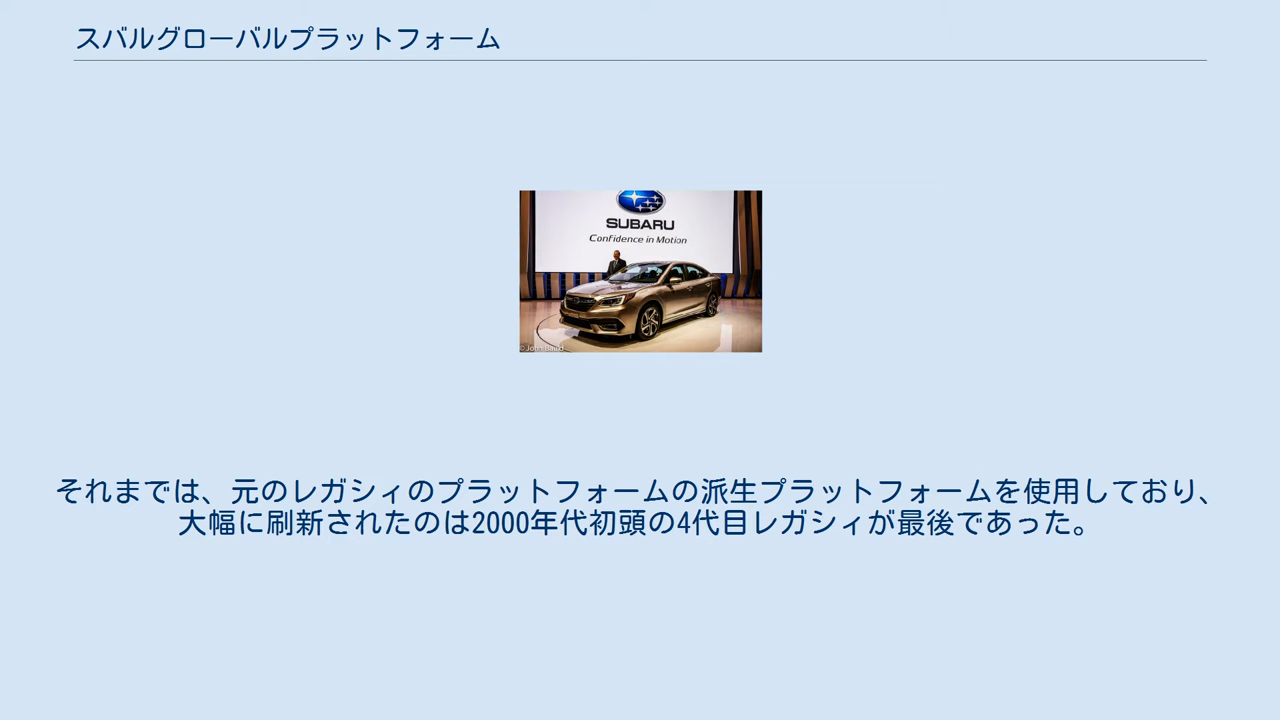 スバルグローバルプラットフォーム
SUBARU
Confidence in Motion
それまでは、元のレガシィのプラットフォームの派生プラットフォームを使用しており、
大幅に刷新されたのは2000年代初頭の4代目レガシィが最後であった。